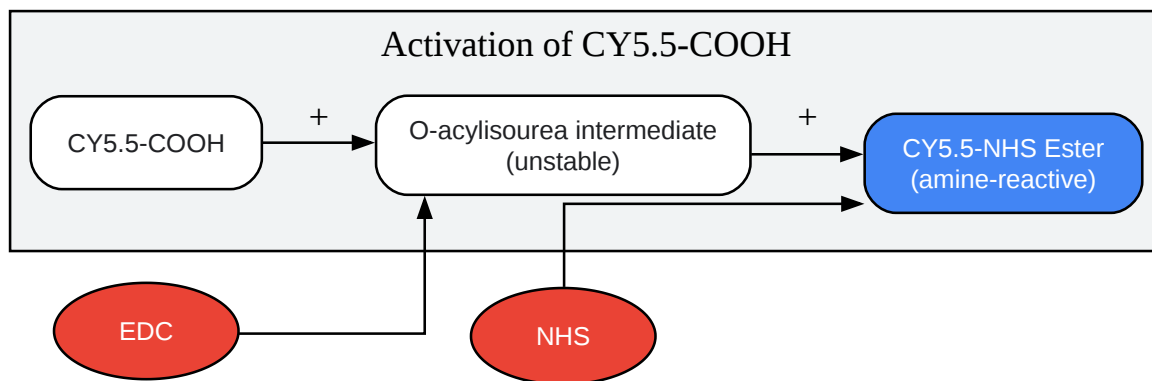 Activation of CY5.5-COOH
+
+
CY5.5-COOH
O-acylisourea intermediate
(unstable)
CY5.5-NHS Ester
(amine-reactive)
EDC
NHS